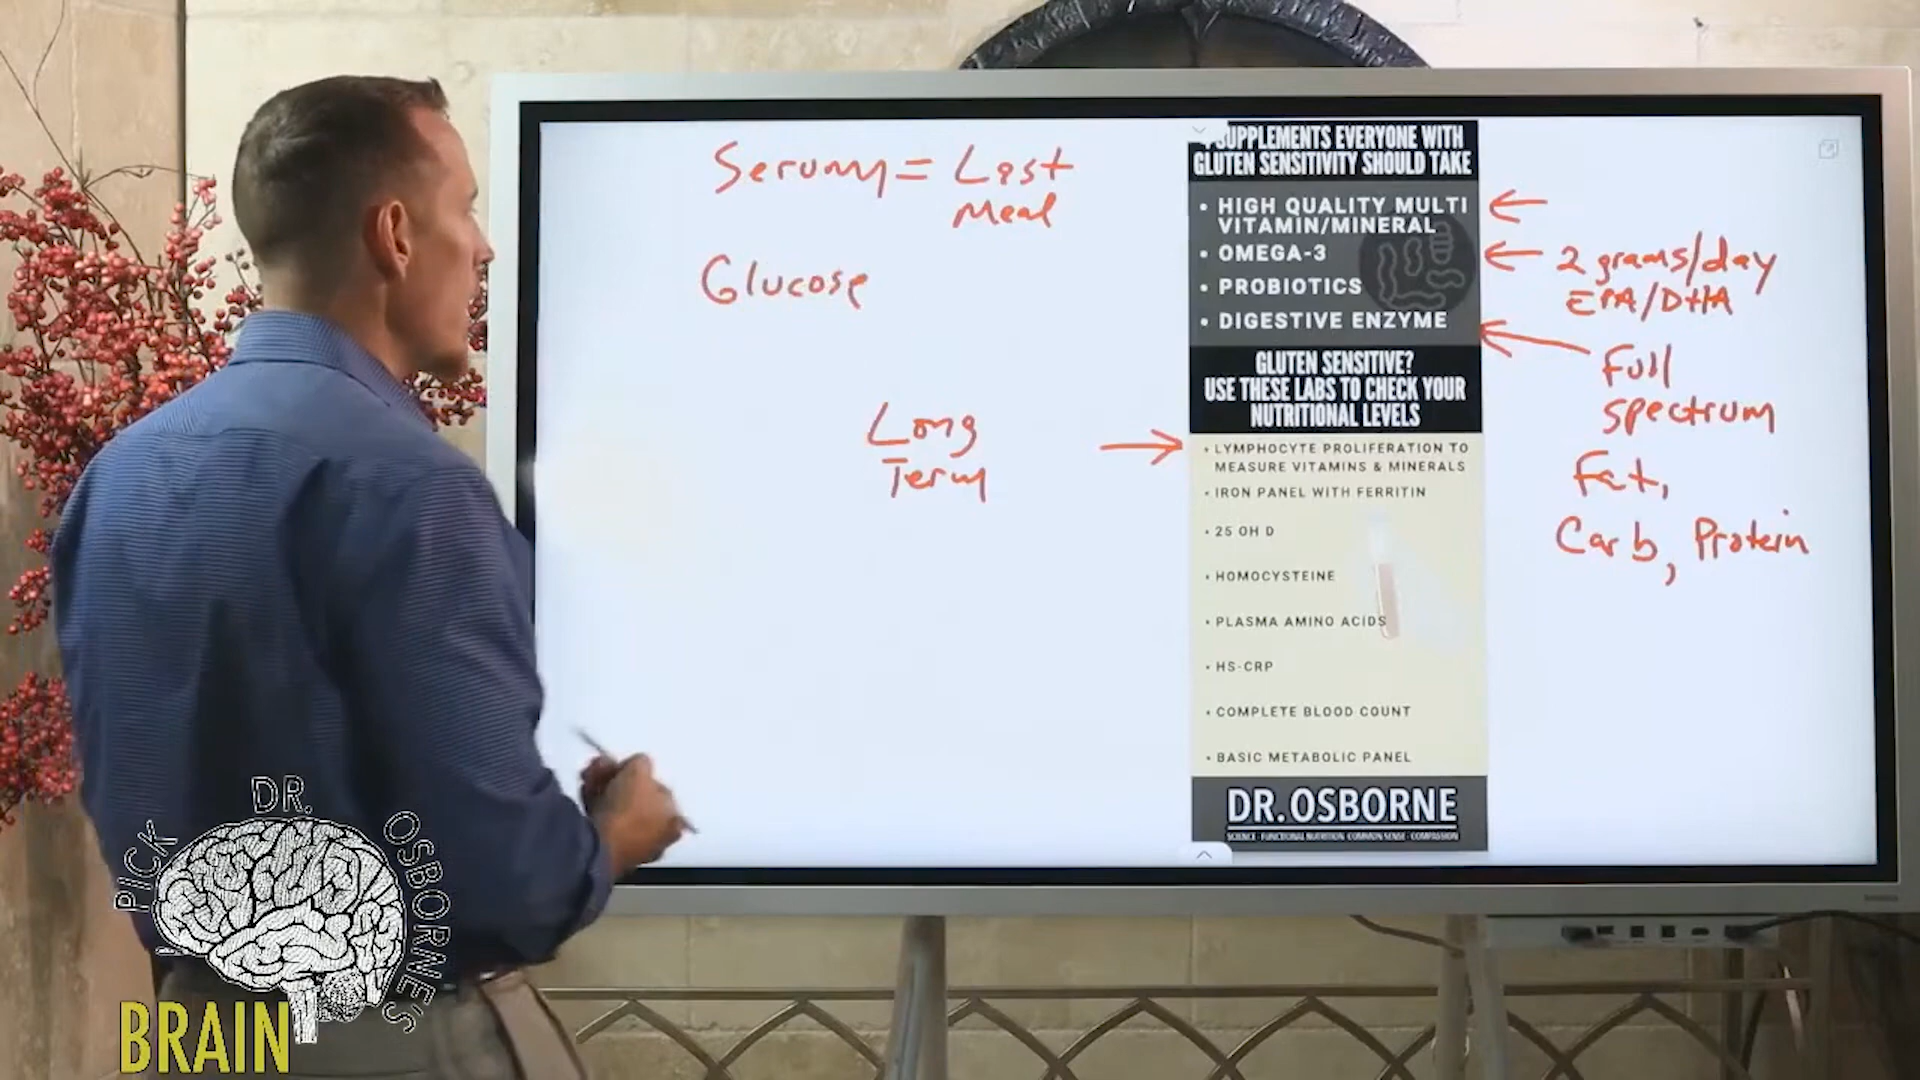 Serum = Last
Meal
Glucose
Long
Term
SUPPLEMENTS EVERYONE WITH
GLUTEN SENSITIVITY SHOULD TAKE
• HIGH QUALITY MULTI
VITAMIN/MINERAL
• OMEGA-3
• PROBIOTICS
• DIGESTIVE ENZYME
GLUTEN SENSITIVE?
USE THESE LABS TO CHECK YOUR
NUTRITIONAL LEVELS
• LYMPHOCYTE PROLIFERATION TO
MEASURE VITAMINS & MINERALS
• IRON PANEL WITH FERRITIN
• 25 OH D
• HOMOCYSTEINE
• PLASMA AMINO ACIDS
• HS-CRP
• COMPLETE BLOOD COUNT
• BASIC METABOLIC PANEL
DR. OSBORNE
SCIENCE · FUNCTIONAL NUTRITION · COMMON SENSE · COMPASSION
2 grams/day
EPA/DHA
Full
spectrum
Fat,
Carb, Protein
PICK
DR.
OSBORNE'S
BRAIN